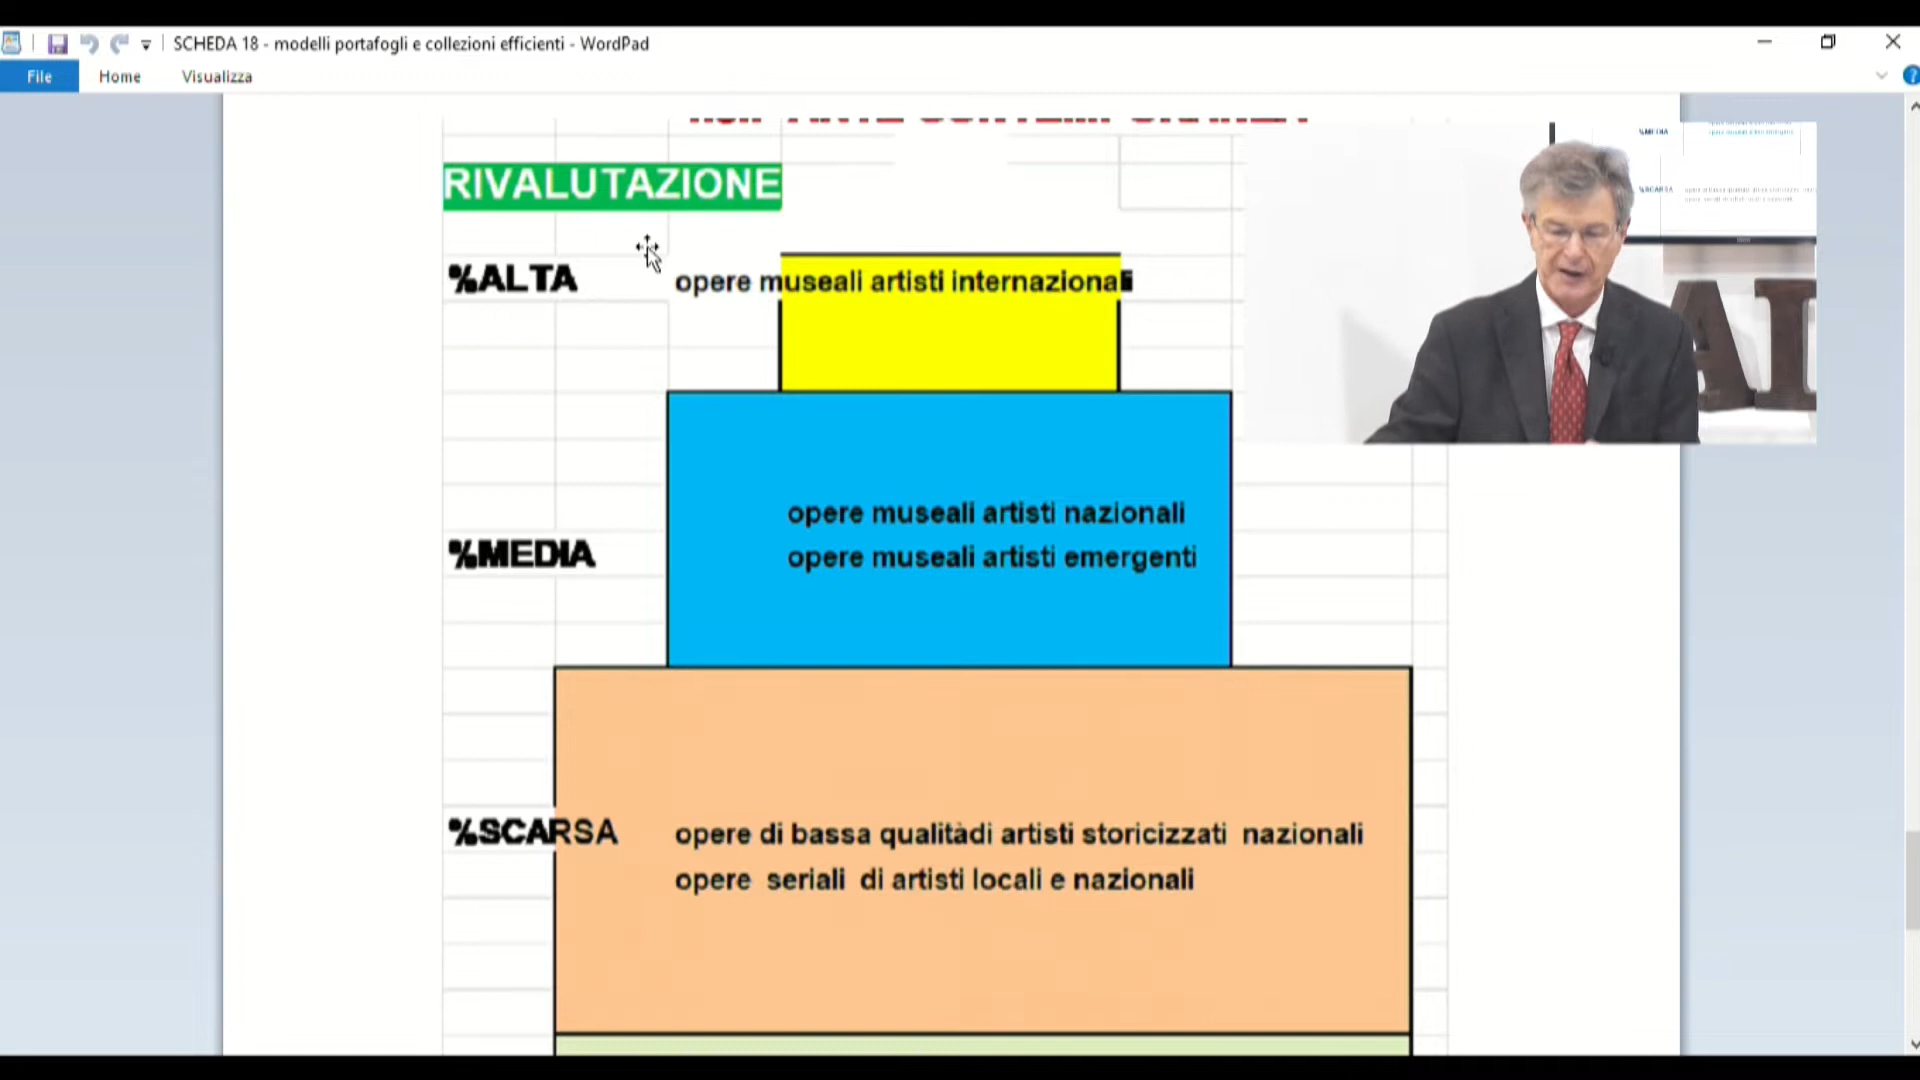 SCHEDA 18 - modelli portafogli e collezioni efficienti - WordPad
File Home Visualizza
RIVALUTAZIONE
%ALTA opere museali artisti internazionali
opere museali artisti nazionali
%MEDIA opere museali artisti emergenti
%SCARSA opere di bassa qualitàdi artisti storicizzati nazionali
opere seriali di artisti locali e nazionali
%MEDIA
%SCARSA